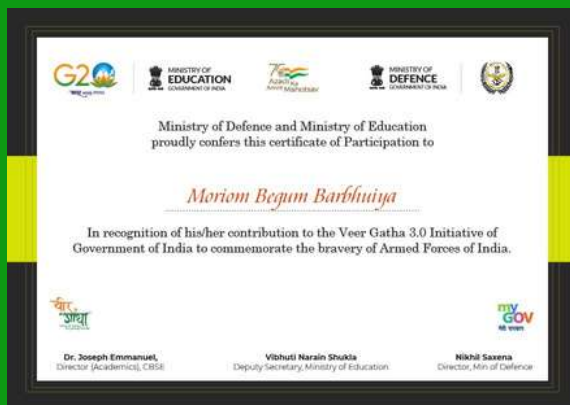 G20
MINISTRY OF
EDUCATION
GOVERNMENT OF INDIA
Azadi Ka
Amrit Mahotsav
MINISTRY OF
DEFENCE
GOVERNMENT OF INDIA
Ministry of Defence and Ministry of Education
proudly confers this certificate of Participation to
Moriom Begum Barbhuiya
In recognition of his/her contribution to the Veer Gatha 3.0 Initiative of
Government of India to commemorate the bravery of Armed Forces of India.
वीर
गाथा
my
GOV
मेरी सरकार
Dr. Joseph Emmanuel,
Director (Academics), CBSE
Vibhuti Narain Shukla
Deputy Secretary, Ministry of Education
Nikhil Saxena
Director, Min of Defence